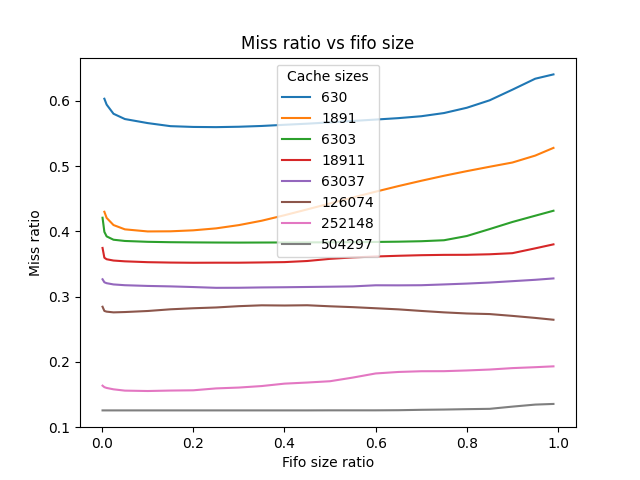 Miss ratio vs fifo size
Cache sizes
630
1891
6303
18911
63037
126074
252148
504297
Miss ratio
0.6
0.5
0.4
0.3
0.2
0.1
0.0 0.2 0.4 0.6 0.8 1.0
Fifo size ratio